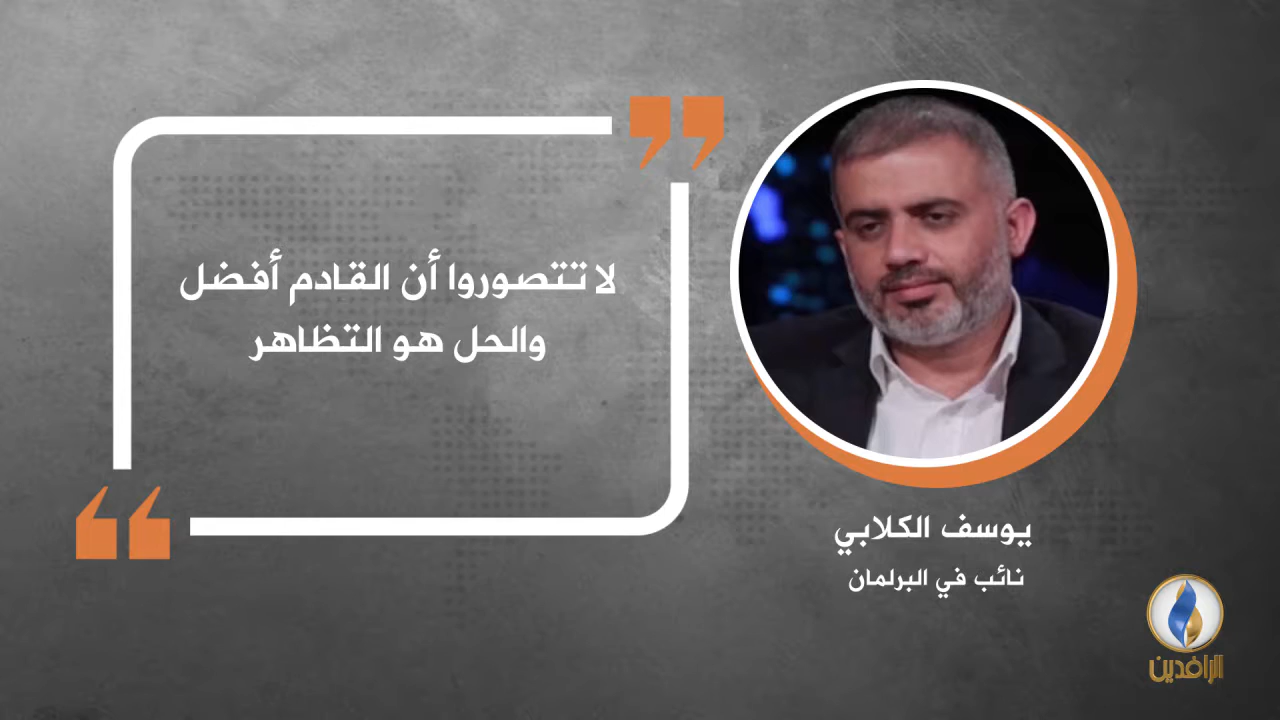 لا تتصوروا أن القادم أفضل
والحل هو التظاهر
يوسف الكلابي
نائب في البرلمان
الرافدين